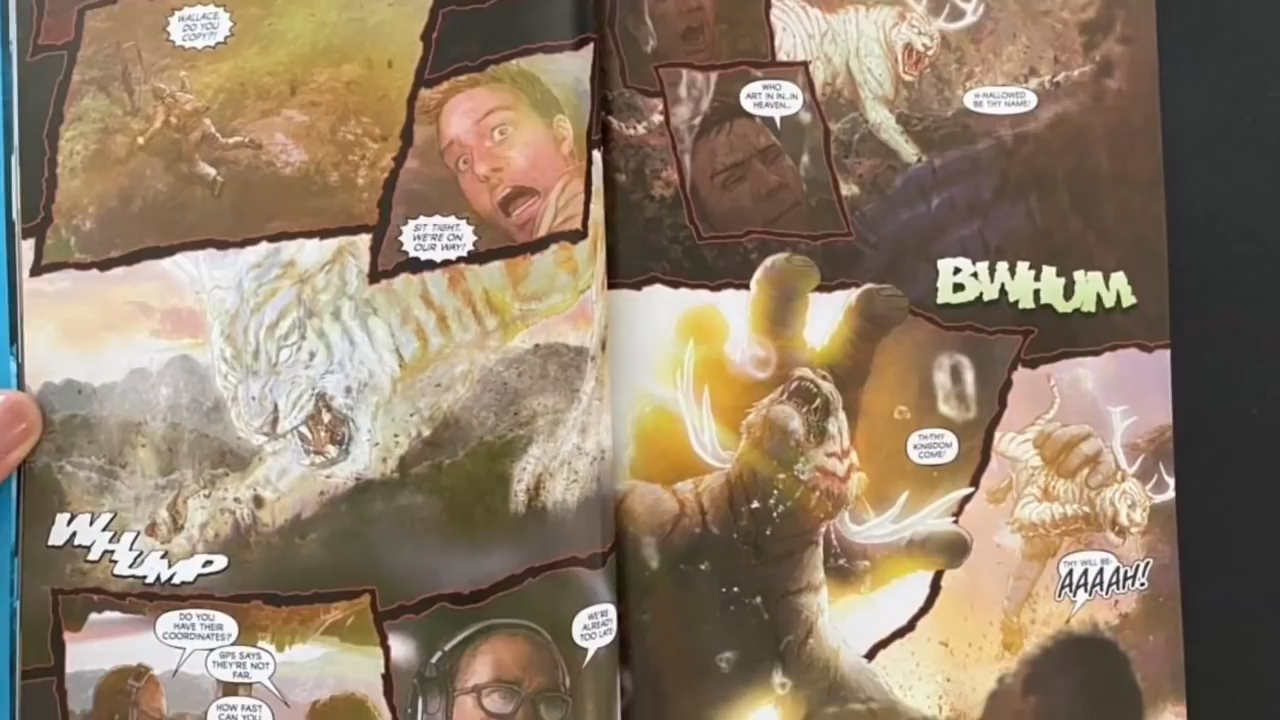 WALLACE,
DO YOU
COPY?!
SIT TIGHT,
WE'RE ON
OUR WAY!
WHUMP
DO YOU
HAVE THEIR
COORDINATES?
GPS SAYS
THEY'RE NOT
FAR.
HOW FAST
CAN YOU
WE'RE
ALREADY
TOO LATE
WHO
ART IN IN...IN
HEAVEN...
H-HALLOWED
BE THY NAME!
BWHUM
TH-THY
KINGDOM
COME!
THY WILL BE-
AAAAH!